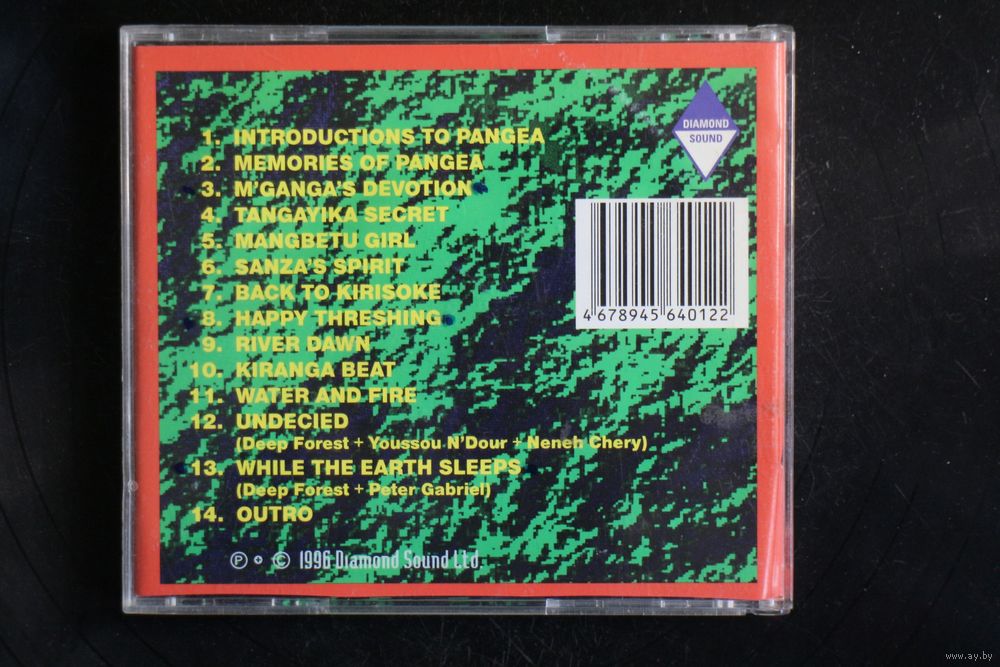 1. INTRODUCTIONS TO PANGEA
2. MEMORIES OF PANGEA
3. M'GANGA'S DEVOTION
4. TANGAYIKA SECRET
5. MANGBETU GIRL
6. SANZA'S SPIRIT
7. BACK TO KIRISOKE
8. HAPPY THRESHING
9. RIVER DAWN
10. KIRANGA BEAT
11. WATER AND FIRE
12. UNDECIED
(Deep Forest + Youssou N'Dour + Neneh Chery)
13. WHILE THE EARTH SLEEPS
(Deep Forest + Peter Gabriel)
14. OUTRO
℗ © 1996 Diamond Sound Ltd.
DIAMOND
SOUND
4 678945 640122
www.ay.by